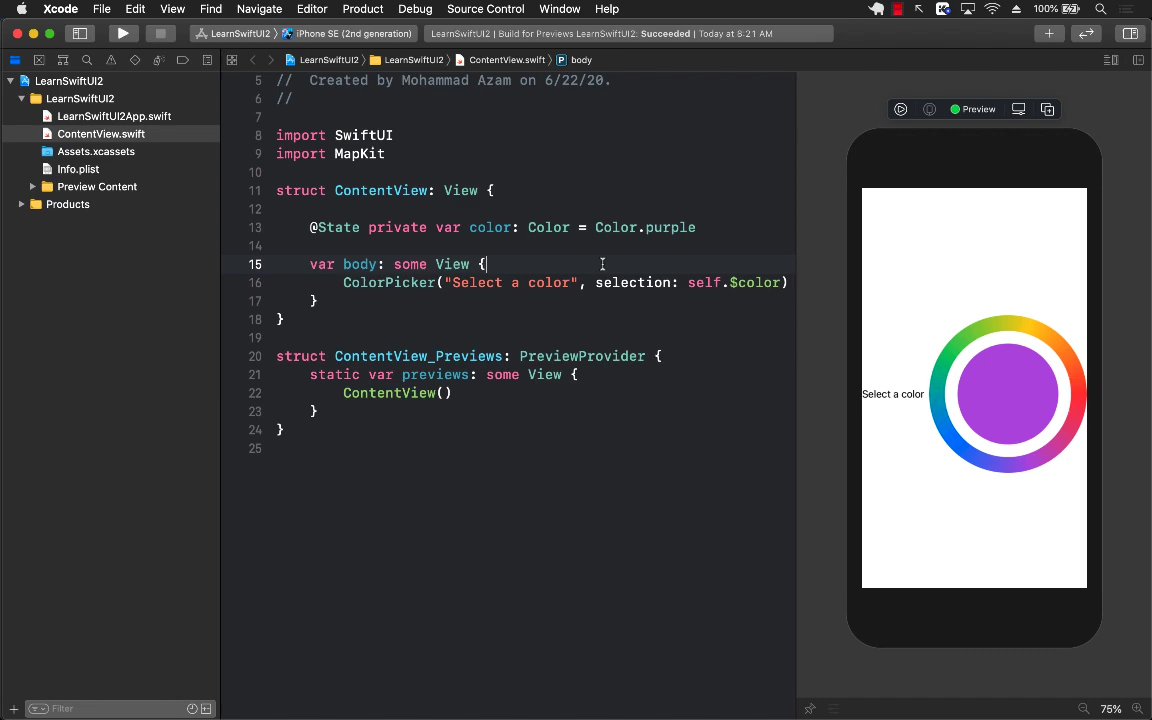 Xcode File Edit View Find Navigate Editor Product Debug Source Control Window Help 100%
LearnSwiftUI2 iPhone SE (2nd generation) LearnSwiftUI2 | Build for Previews LearnSwiftUI2: Succeeded | Today at 8:21 AM
LearnSwiftUI2 LearnSwiftUI2 ContentView.swift P body
LearnSwiftUI2
LearnSwiftUI2
LearnSwiftUI2App.swift
ContentView.swift
Assets.xcassets
Info.plist
Preview Content
Products
5 // Created by Mohammad Azam on 6/22/20.
6 //
7
8 import SwiftUI
9 import MapKit
10
11 struct ContentView: View {
12
13 @State private var color: Color = Color.purple
14
15 var body: some View {
16 ColorPicker("Select a color", selection: self.$color)
17 }
18 }
19
20 struct ContentView_Previews: PreviewProvider {
21 static var previews: some View {
22 ContentView()
23 }
24 }
25
Preview
Select a color
Filter
75%